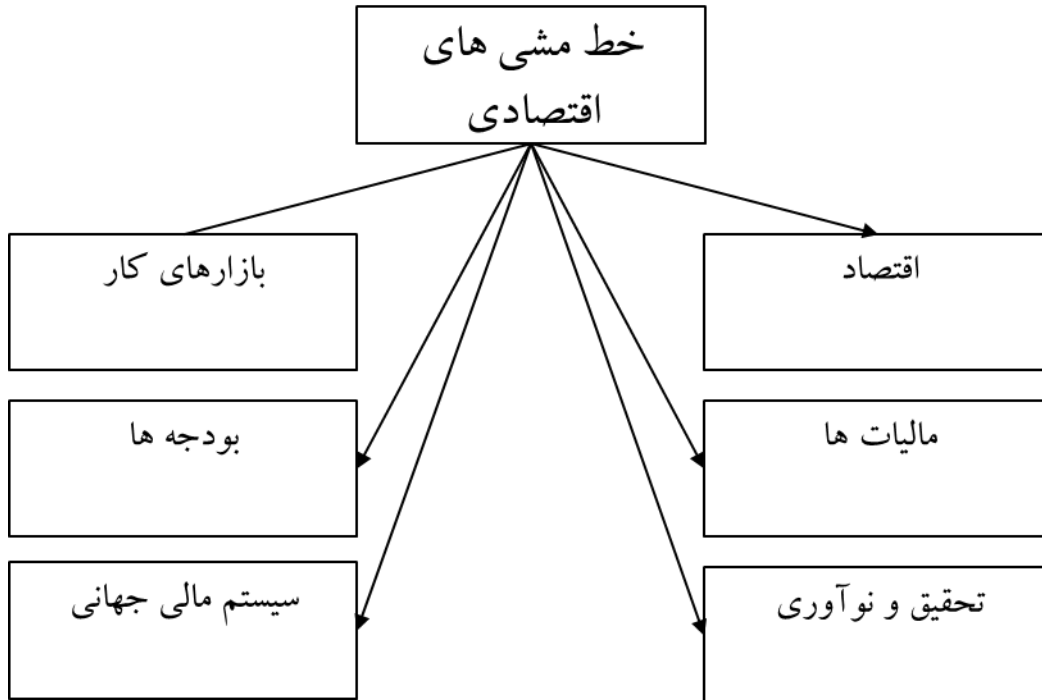 خط مشی های
اقتصادی
اقتصاد
بازارهای کار
مالیات ها
بودجه ها
تحقیق و نوآوری
سیستم مالی جهانی